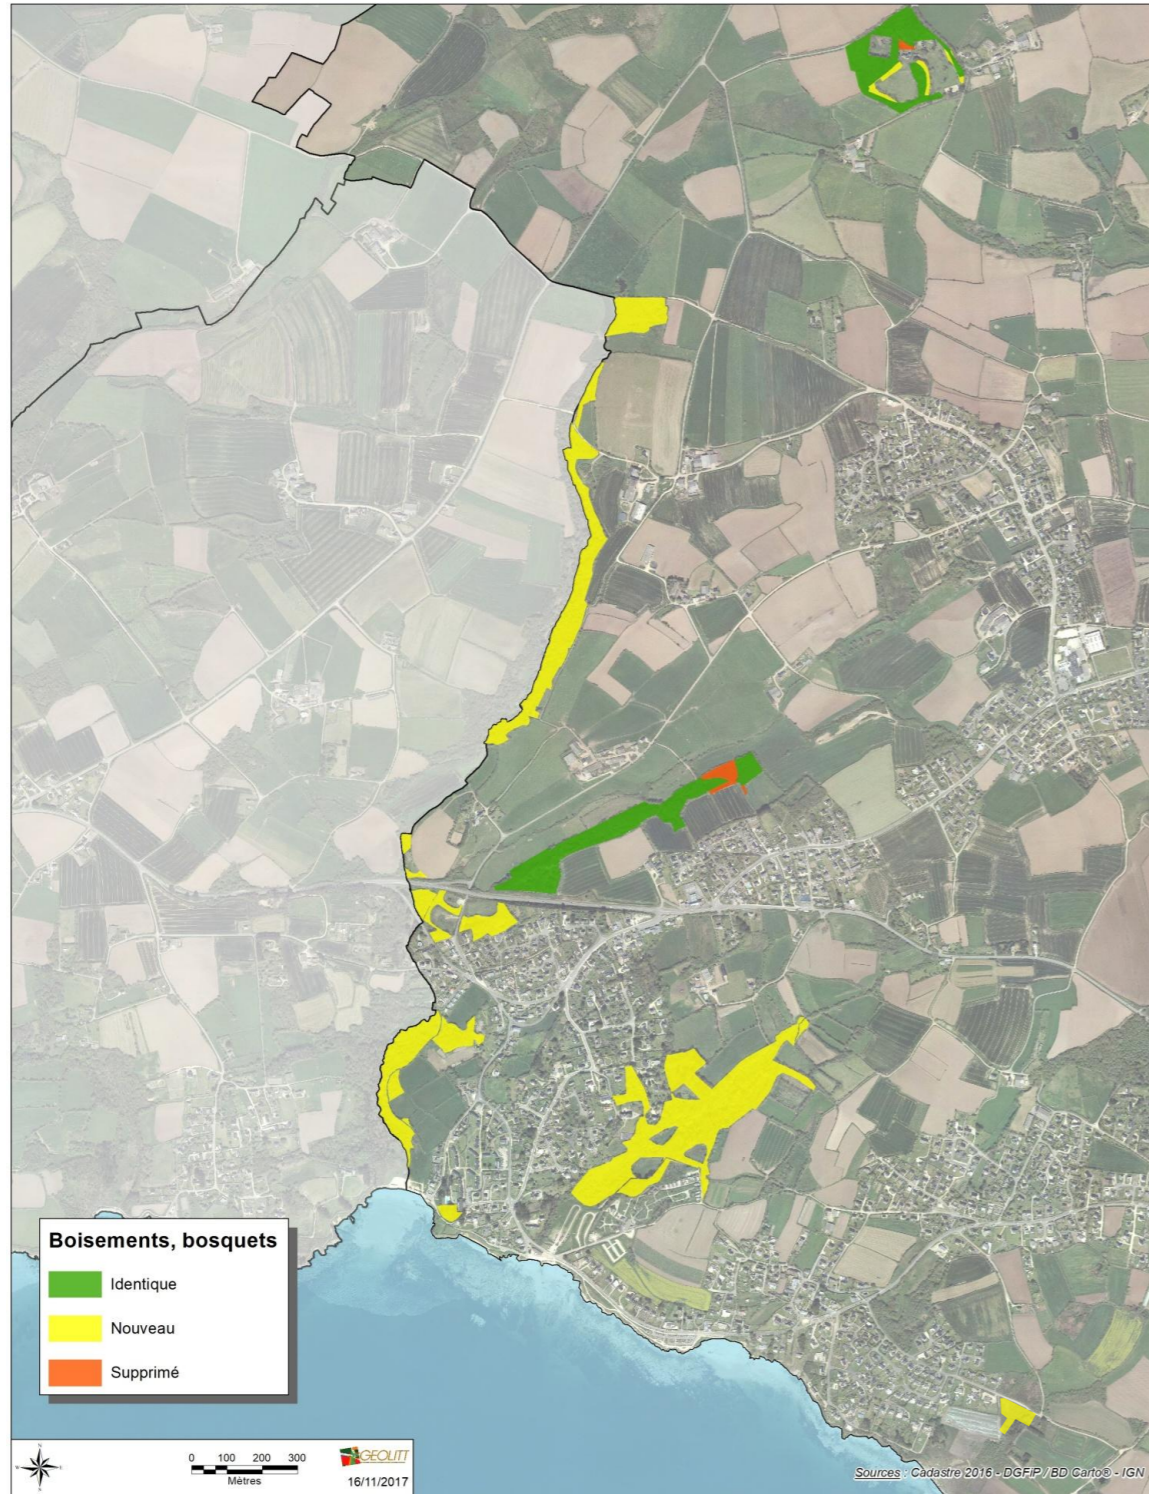 Boisements, bosquets
Identique
Nouveau
Supprimé
0 100 200 300
Mètres
GEOLITT
16/11/2017
Sources : Cadastre 2016 - DGFiP / BD Carto® - IGN